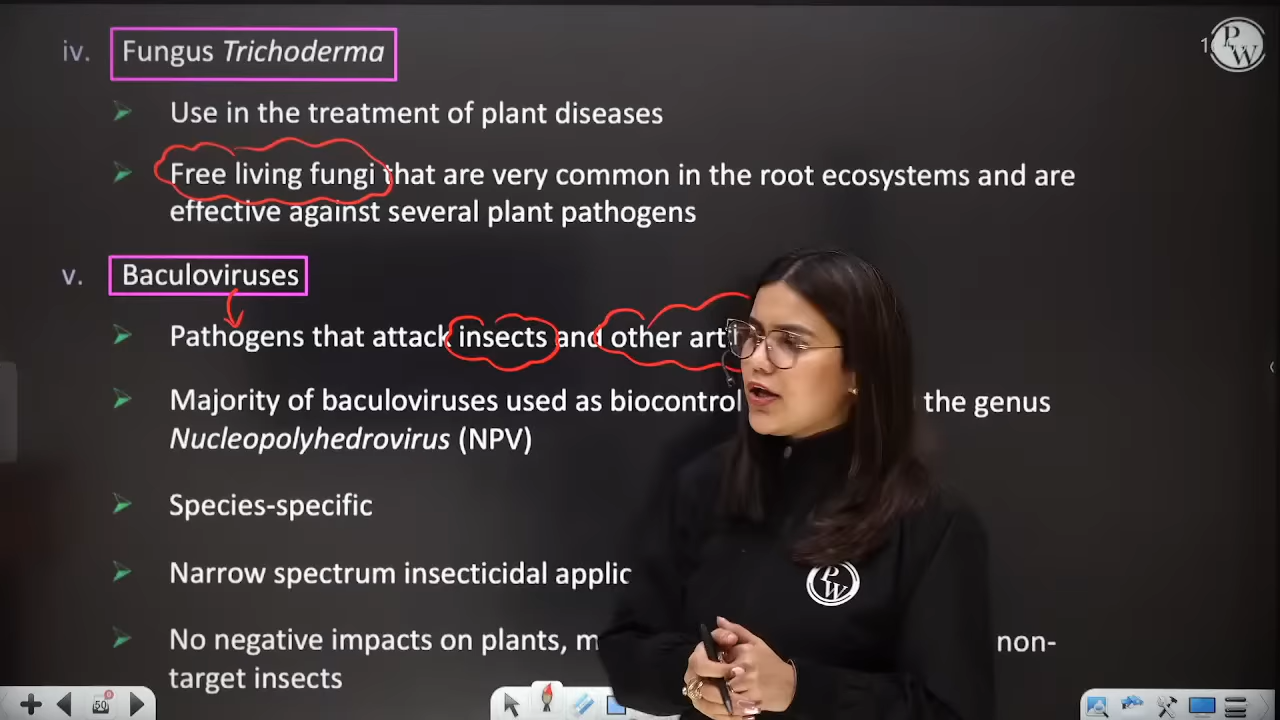 iv. Fungus Trichoderma
Use in the treatment of plant diseases
Free living fungi that are very common in the root ecosystems and are
effective against several plant pathogens
v. Baculoviruses
Pathogens that attack insects and other
Majority of baculoviruses used as biocontrol the genus
Nucleopolyhedrovirus (NPV)
Species-specific
Narrow spectrum insecticidal
No negative impacts on plants, non-
target insects
PW
PW
50